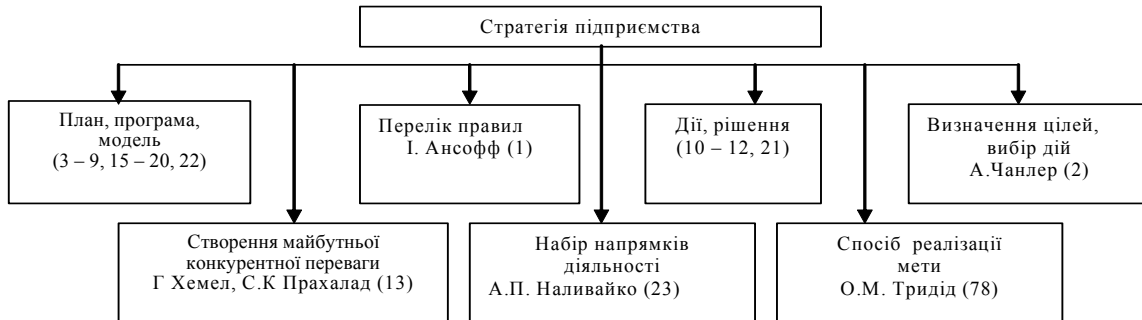 Стратегія підприємства
План, програма,
модель
(3 – 9, 15 – 20, 22)
Перелік правил
І. Ансофф (1)
Дії, рішення
(10 – 12, 21)
Визначення цілей,
вибір дій
А.Чанлер (2)
Створення майбутньої
конкурентної переваги
Г Хемел, С.К Прахалад (13)
Набір напрямків
діяльності
А.П. Наливайко (23)
Спосіб реалізації
мети
О.М. Тридід (78)